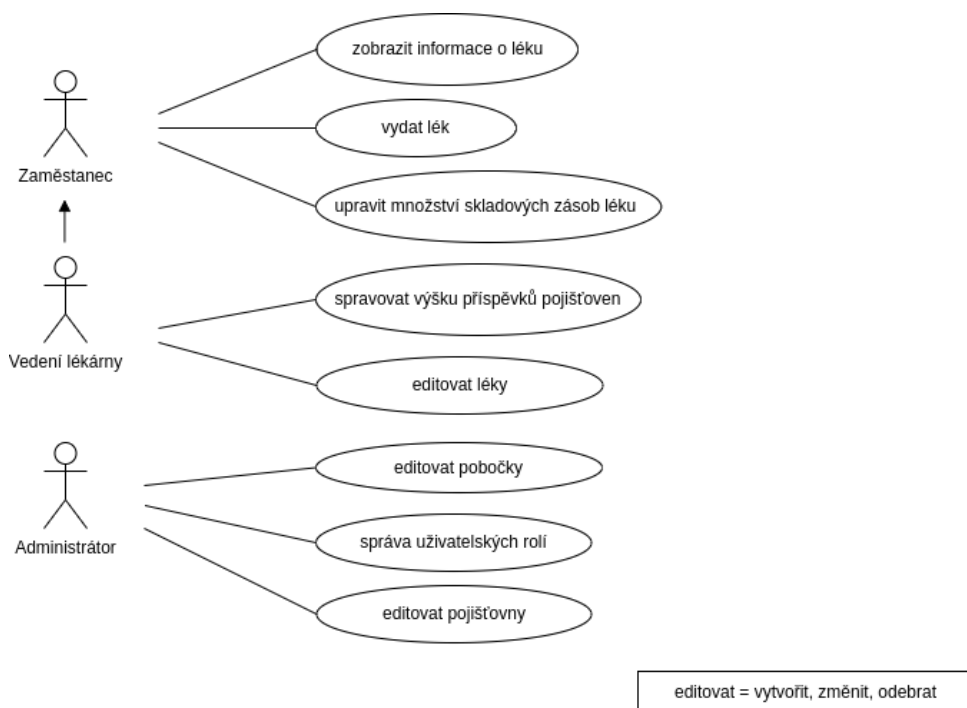 zobrazit informace o léku
vydat lék
Zaměstanec
upravit množství skladových zásob léku
spravovat výšku příspěvků pojišťoven
Vedení lékárny
editovat léky
editovat pobočky
správa uživatelských rolí
Administrátor
editovat pojišťovny
editovat = vytvořit, změnit, odebrat